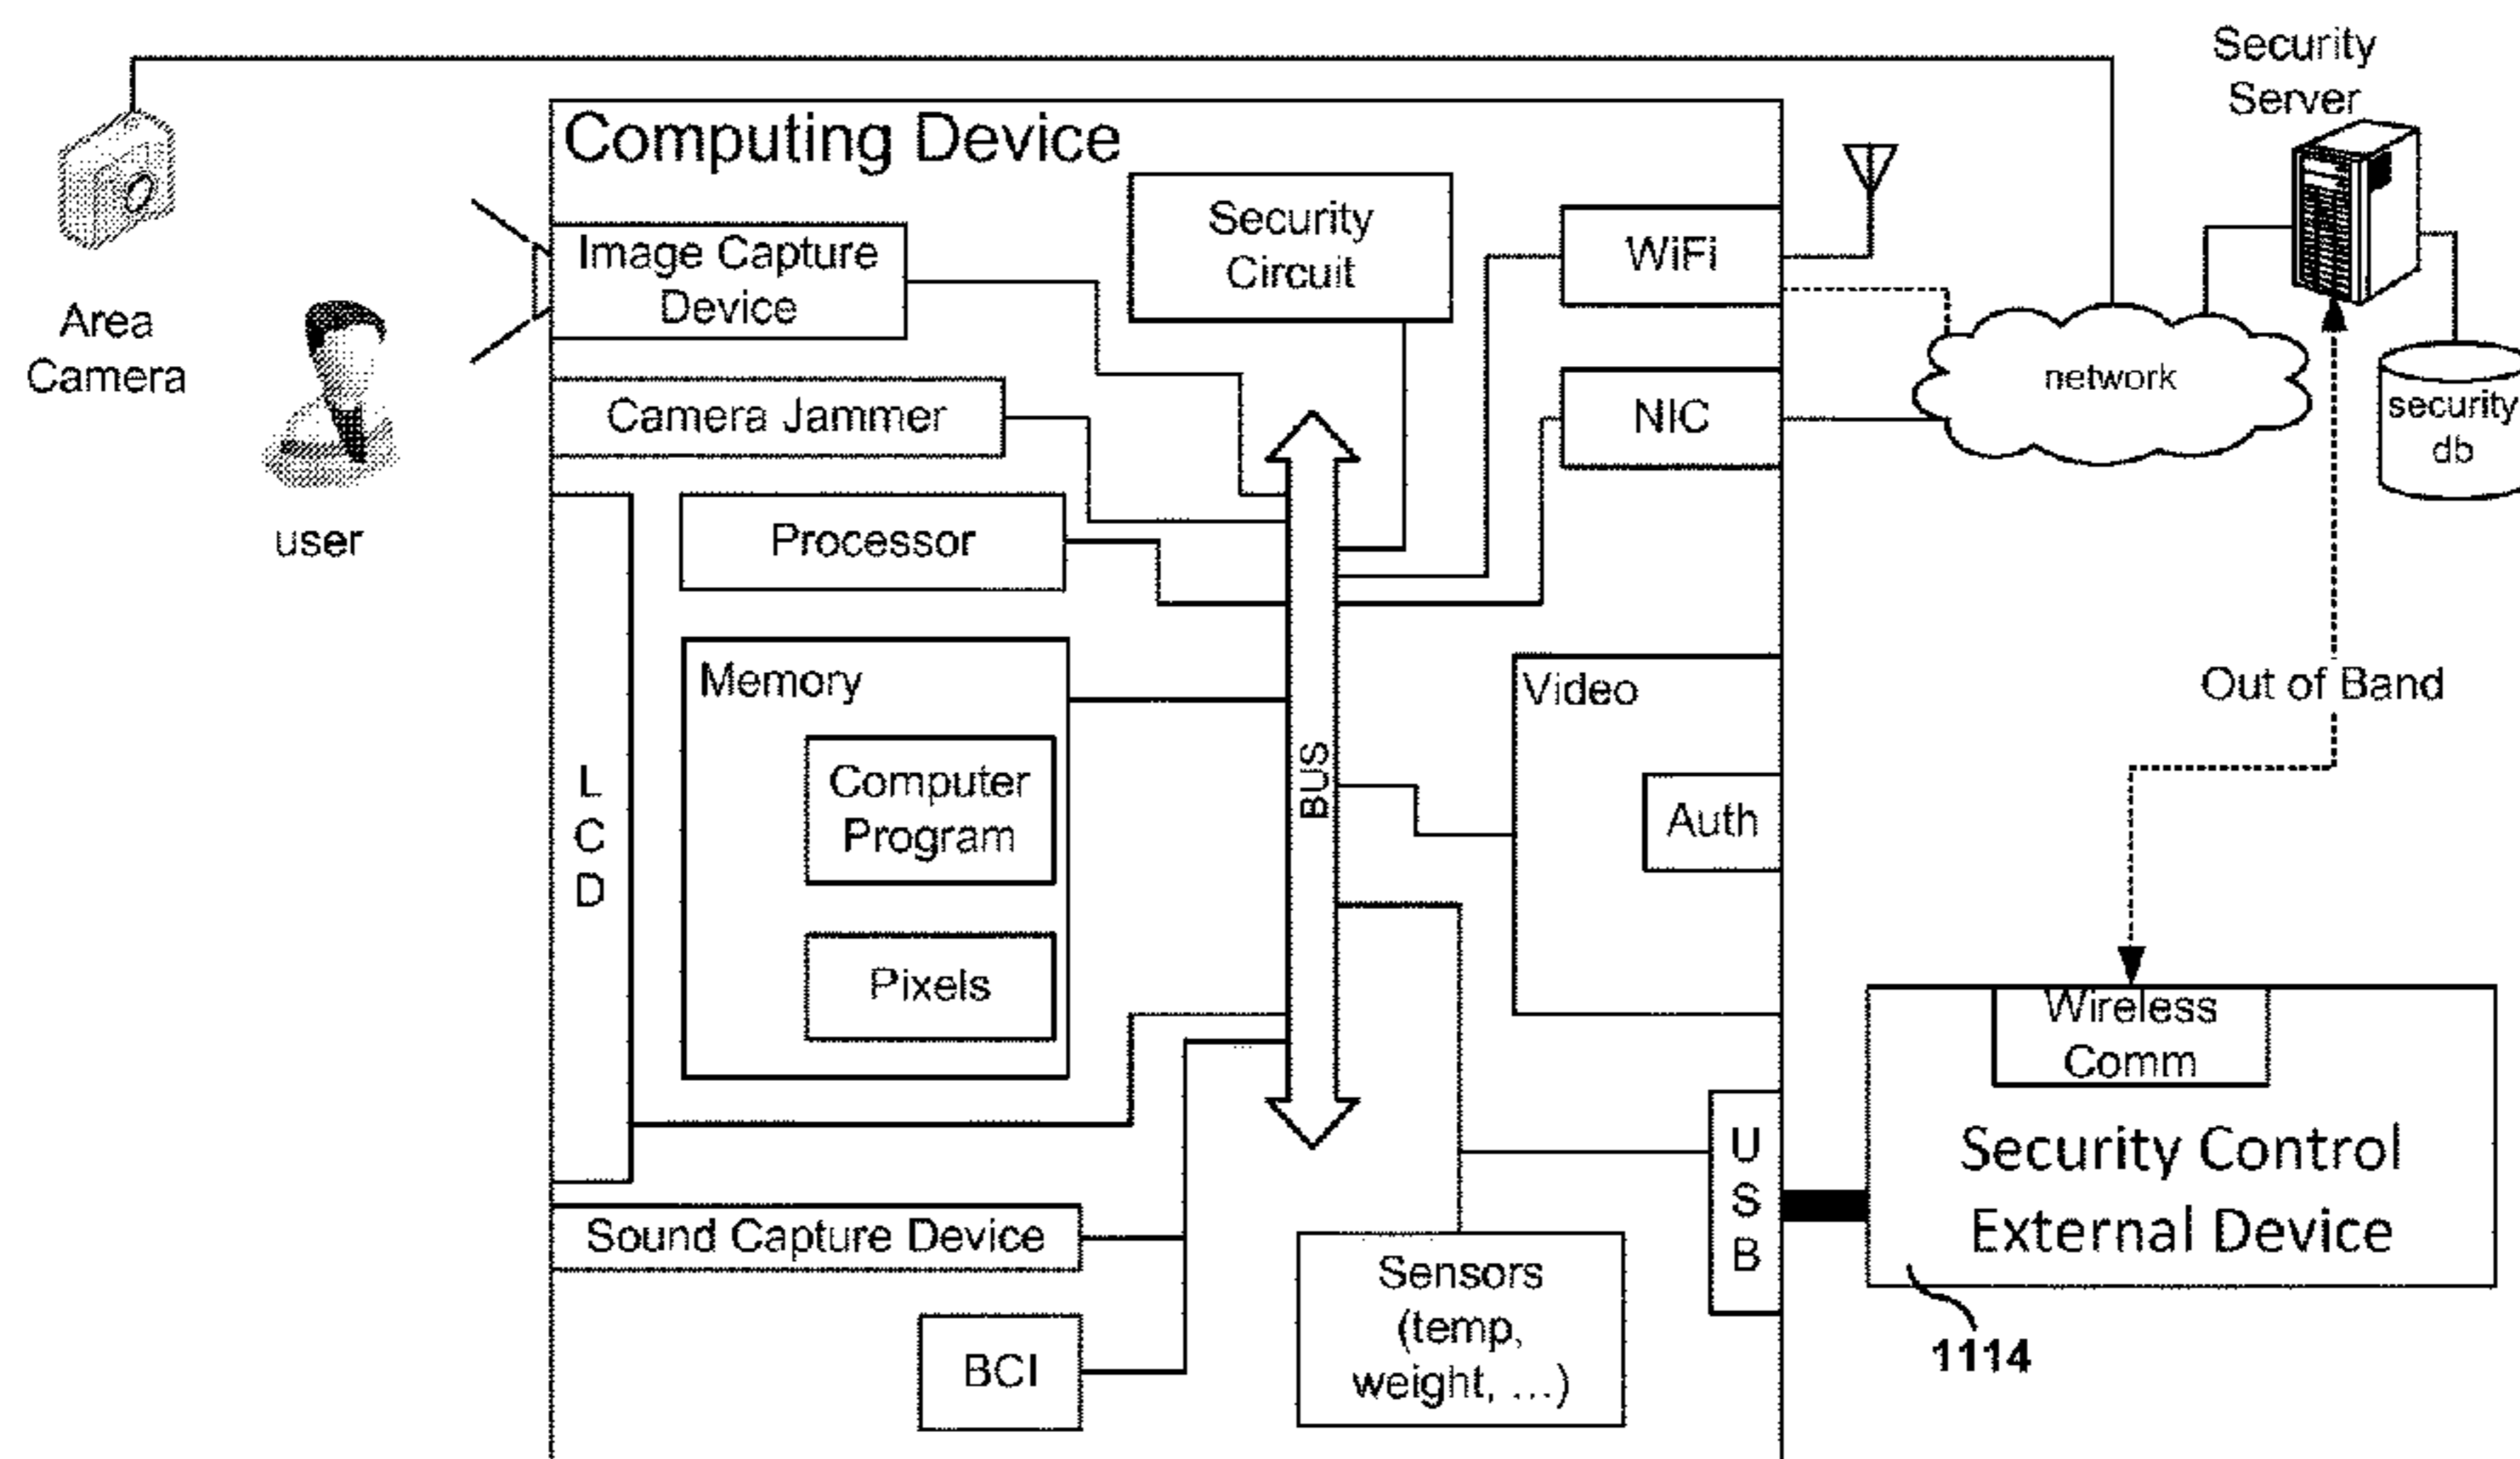 Security
Server
Computing Device
Security
Circuit
Image Capture
Device
WiFi
Area
Camera
network
security
db
Camera Jammer
NIC
user
Processor
Memory
Video
Out of Band
Computer
Program
L
C
D
BUS
Auth
Pixels
Wireless
Comm
Security Control
External Device
U
S
B
Sound Capture Device
Sensors
(temp,
weight, ...)
BCI
1114